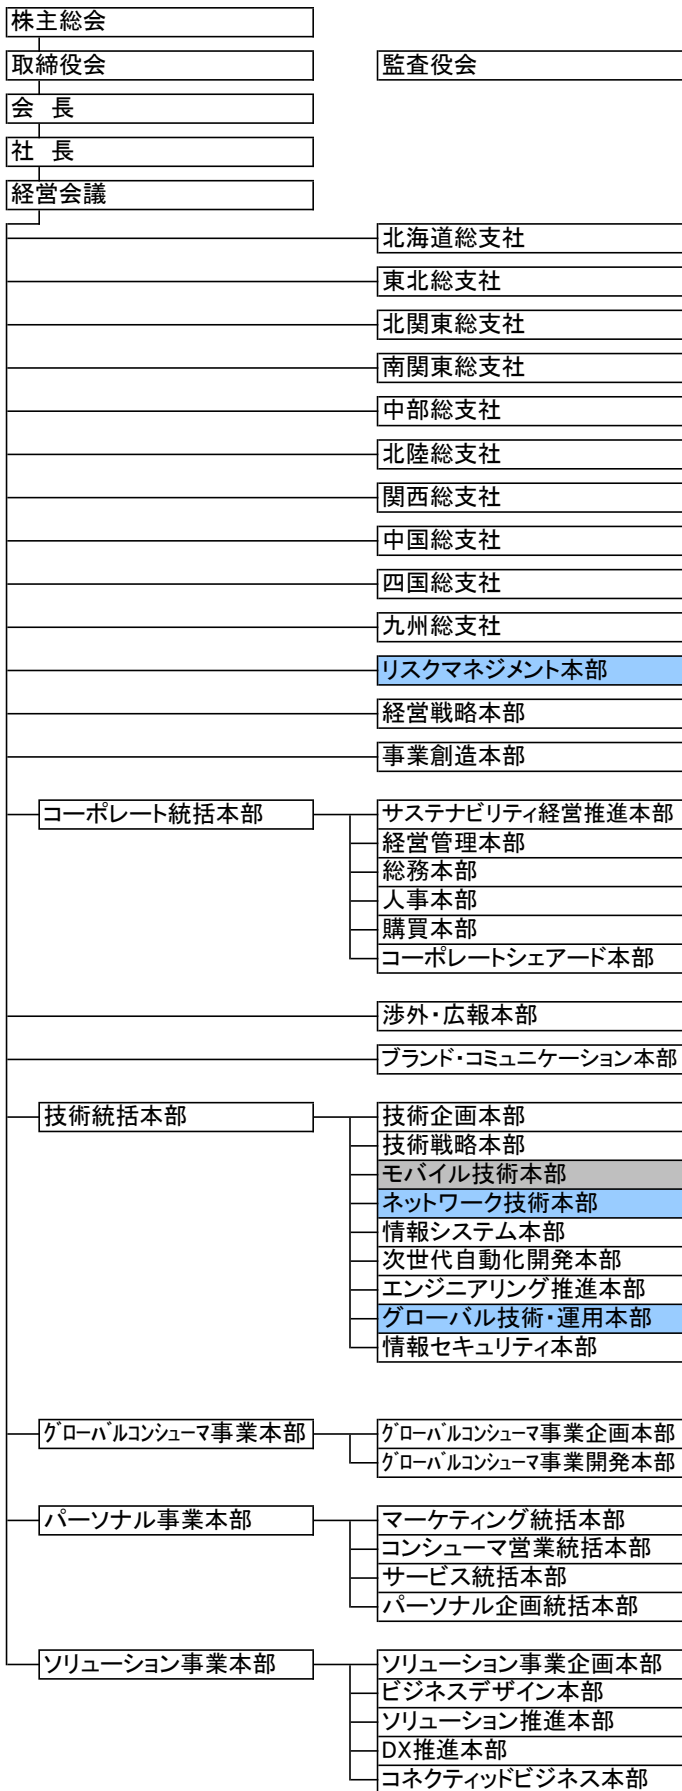 株主総会
取締役会
監査役会
会 長
社 長
経営会議
北海道総支社
東北総支社
北関東総支社
南関東総支社
中部総支社
北陸総支社
関西総支社
中国総支社
四国総支社
九州総支社
リスクマネジメント本部
経営戦略本部
事業創造本部
コーポレート統括本部
サステナビリティ経営推進本部
経営管理本部
総務本部
人事本部
購買本部
コーポレートシェアード本部
渉外・広報本部
ブランド・コミュニケーション本部
技術統括本部
技術企画本部
技術戦略本部
モバイル技術本部
ネットワーク技術本部
情報システム本部
次世代自動化開発本部
エンジニアリング推進本部
グローバル技術・運用本部
情報セキュリティ本部
グローバルコンシューマ事業本部
グローバルコンシューマ事業企画本部
グローバルコンシューマ事業開発本部
パーソナル事業本部
マーケティング統括本部
コンシューマ営業統括本部
サービス統括本部
パーソナル企画統括本部
ソリューション事業本部
ソリューション事業企画本部
ビジネスデザイン本部
ソリューション推進本部
DX推進本部
コネクティッドビジネス本部